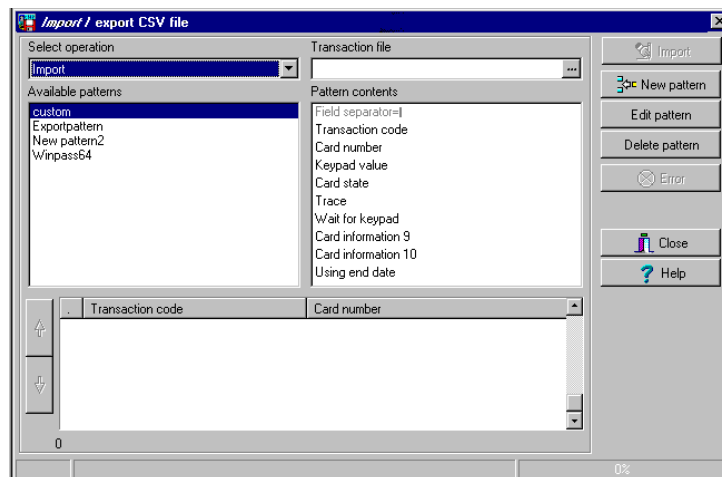 Import / export CSV file
Select operation
Import
Transaction file
...
Available patterns
custom
Exportpattern
New pattern2
Winpass64
Pattern contents
Field separator=|
Transaction code
Card number
Keypad value
Card state
Trace
Wait for keypad
Card information 9
Card information 10
Using end date
Import
New pattern
Edit pattern
Delete pattern
Error
Close
Help
. Transaction code Card number
0
0%